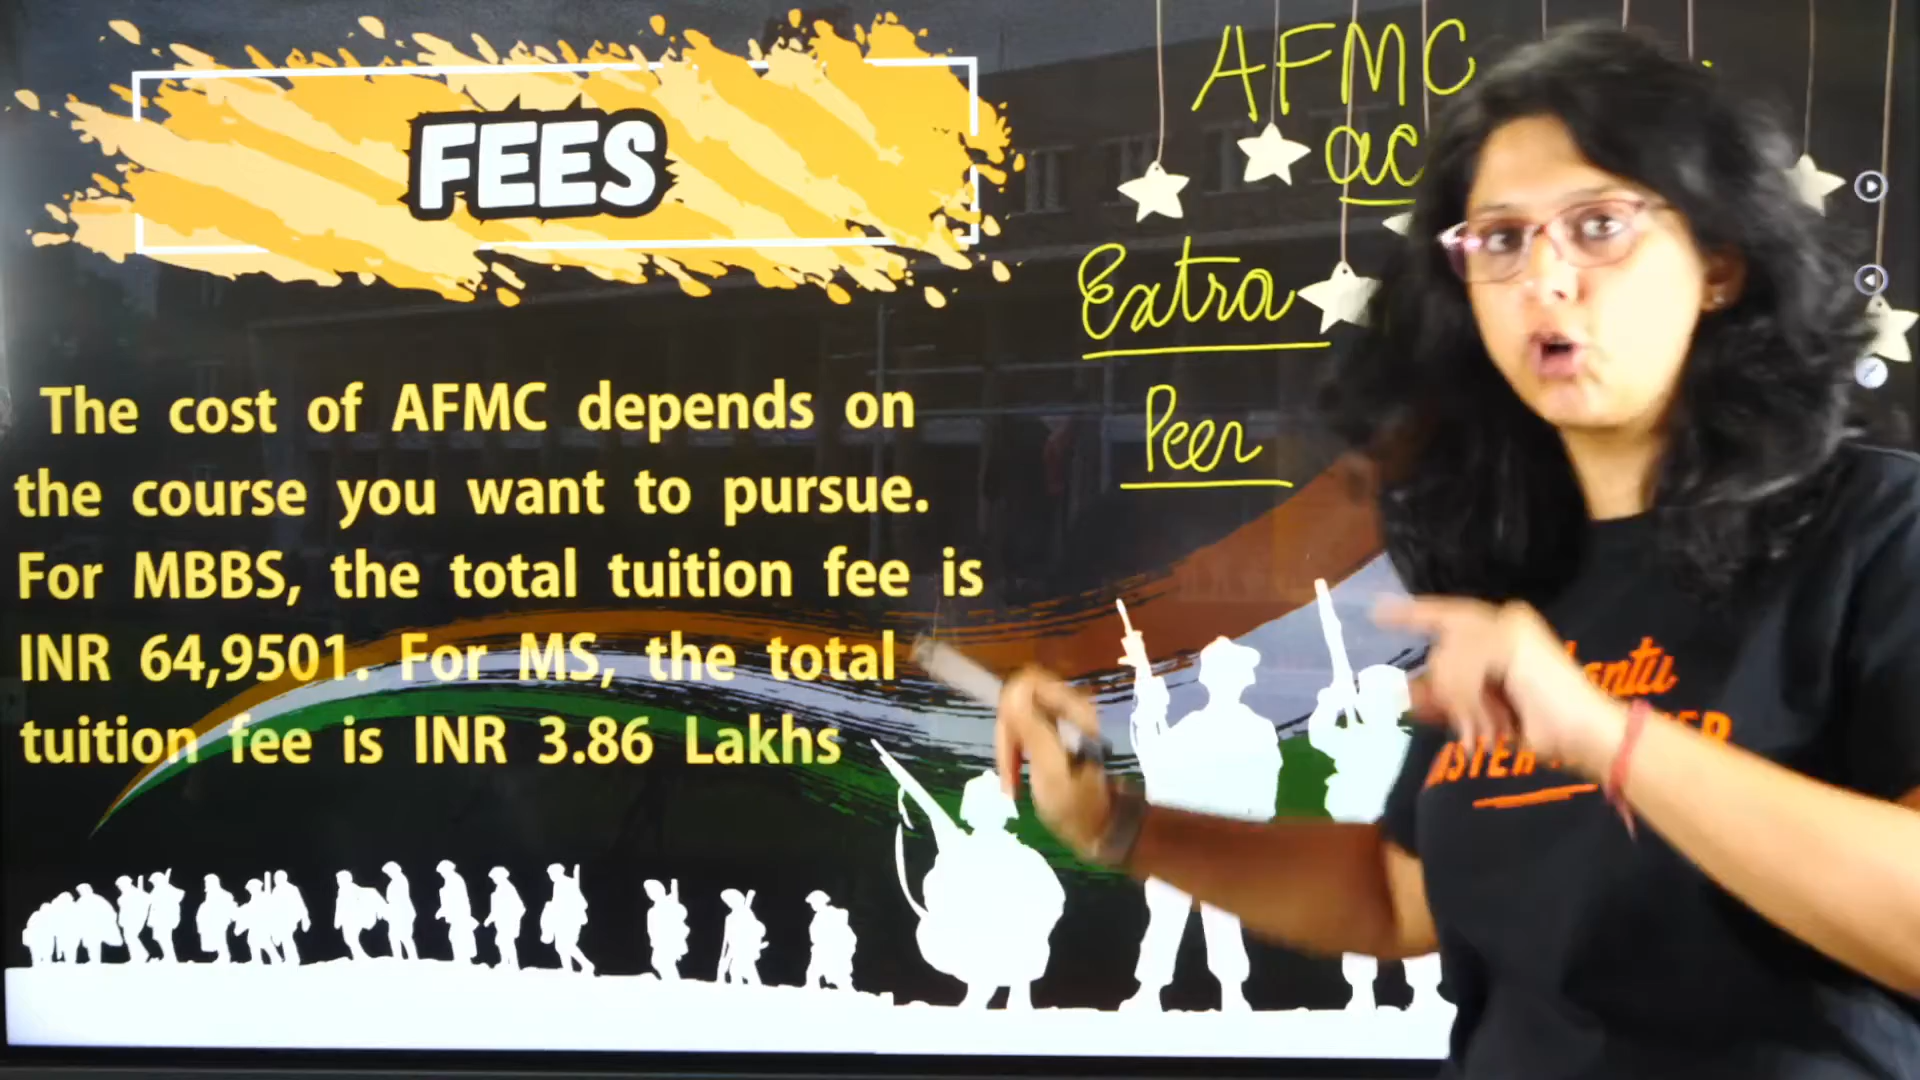 FEES
The cost of AFMC depends on
the course you want to pursue.
For MBBS, the total tuition fee is
INR 64,9501. For MS, the total
tuition fee is INR 3.86 Lakhs
AFMC
ac
Extra
Peer